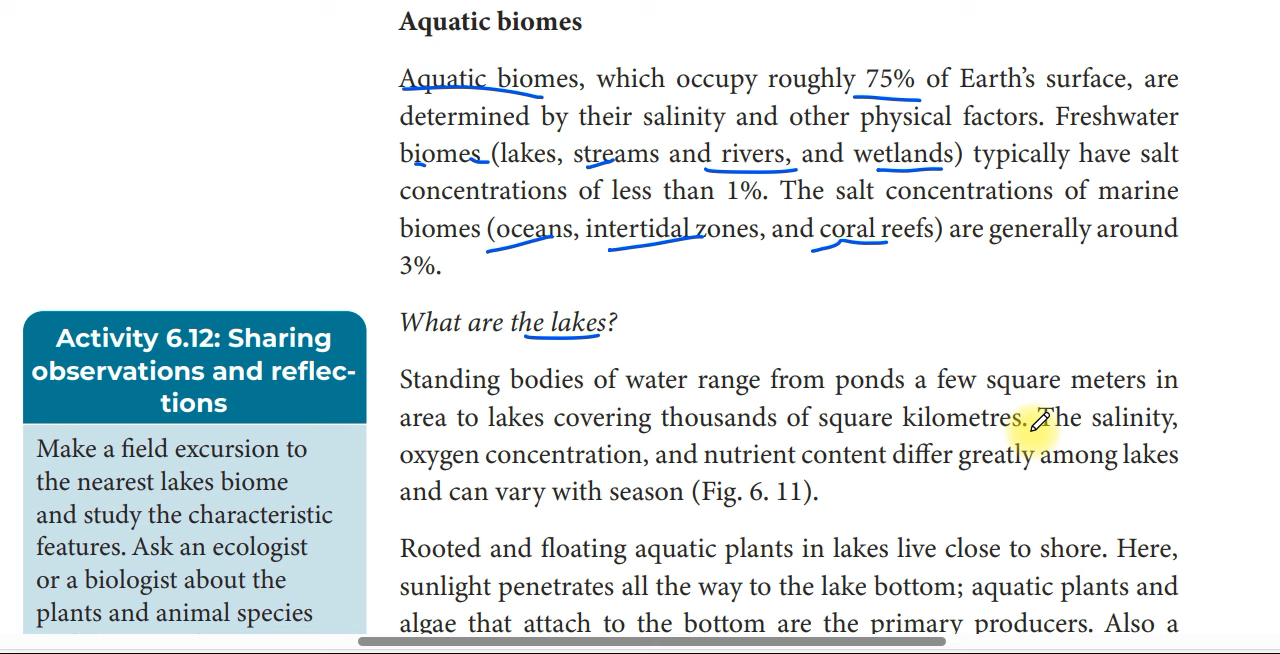 Aquatic biomes
Aquatic biomes, which occupy roughly 75% of Earth's surface, are
determined by their salinity and other physical factors. Freshwater
biomes (lakes, streams and rivers, and wetlands) typically have salt
concentrations of less than 1%. The salt concentrations of marine
biomes (oceans, intertidal zones, and coral reefs) are generally around
3%.
What are the lakes?
Standing bodies of water range from ponds a few square meters in
area to lakes covering thousands of square kilometres. The salinity,
oxygen concentration, and nutrient content differ greatly among lakes
and can vary with season (Fig. 6. 11).
Rooted and floating aquatic plants in lakes live close to shore. Here,
sunlight penetrates all the way to the lake bottom; aquatic plants and
algae that attach to the bottom are the primary producers. Also a
Activity 6.12: Sharing
observations and reflec-
tions
Make a field excursion to
the nearest lakes biome
and study the characteristic
features. Ask an ecologist
or a biologist about the
plants and animal species